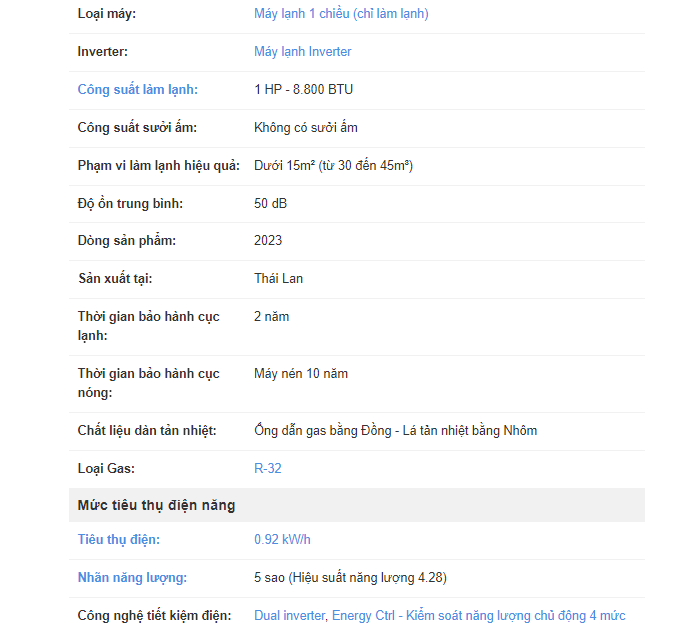 Loại máy: Máy lạnh 1 chiều (chỉ làm lạnh)
Inverter: Máy lạnh Inverter
Công suất làm lạnh: 1 HP - 8.800 BTU
Công suất sưởi ấm: Không có sưởi ấm
Phạm vi làm lạnh hiệu quả: Dưới 15m² (từ 30 đến 45m³)
Độ ồn trung bình: 50 dB
Dòng sản phẩm: 2023
Sản xuất tại: Thái Lan
Thời gian bảo hành cục 2 năm
lạnh:
Thời gian bảo hành cục Máy nén 10 năm
nóng:
Chất liệu dàn tản nhiệt: Ống dẫn gas bằng Đồng - Lá tản nhiệt bằng Nhôm
Loại Gas: R-32
Mức tiêu thụ điện năng
Tiêu thụ điện: 0.92 kW/h
Nhãn năng lượng: 5 sao (Hiệu suất năng lượng 4.28)
Công nghệ tiết kiệm điện: Dual inverter, Energy Ctrl - Kiểm soát năng lượng chủ động 4 mức